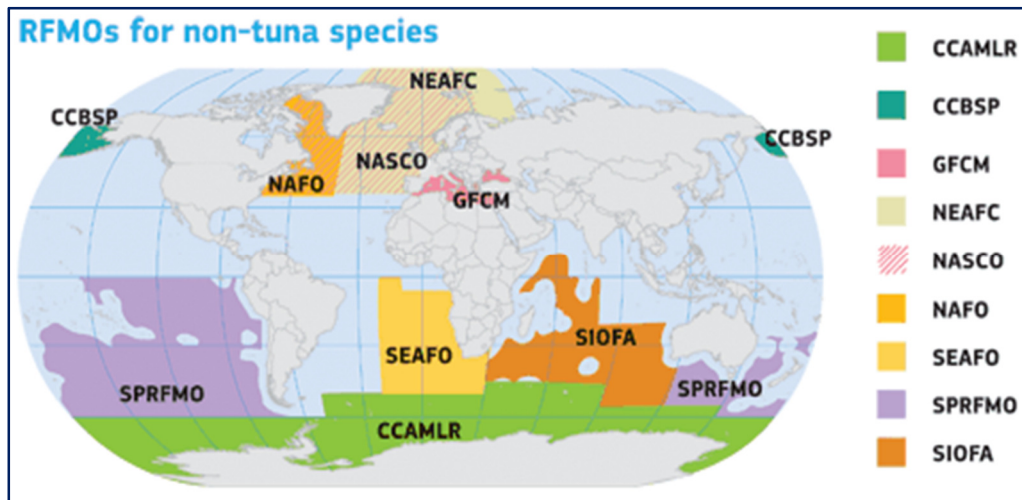 RFMOs for non-tuna species
NEAFC
CCBSP
CCBSP
NASCO
NAFO
GFCM
SIOFA
SEAFO
SPRFMO
SPRFMO
CCAMLR
CCAMLR
CCBSP
GFCM
NEAFC
NASCO
NAFO
SEAFO
SPRFMO
SIOFA